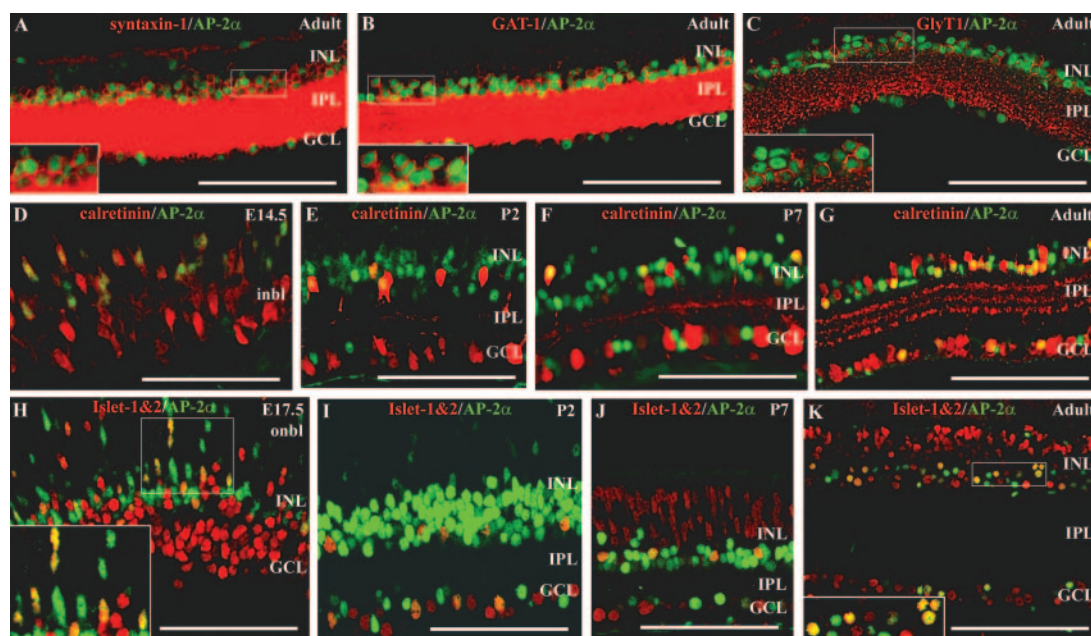 A syntaxin-1/AP-2α Adult
INL
IPL
GCL
B GAT-1/AP-2α Adult
INL
IPL
GCL
C GlyT1/AP-2α Adult
INL
IPL
GCL
D calretinin/AP-2α E14.5
inbl
E calretinin/AP-2α P2
INL
IPL
GCL
F calretinin/AP-2α P7
INL
IPL
GCL
G calretinin/AP-2α Adult
INL
IPL
GCL
H Islet-1&2/AP-2α E17.5
onbl
INL
GCL
I Islet-1&2/AP-2α P2
INL
IPL
GCL
J Islet-1&2/AP-2α P7
INL
IPL
GCL
K Islet-1&2/AP-2α Adult
INL
IPL
GCL